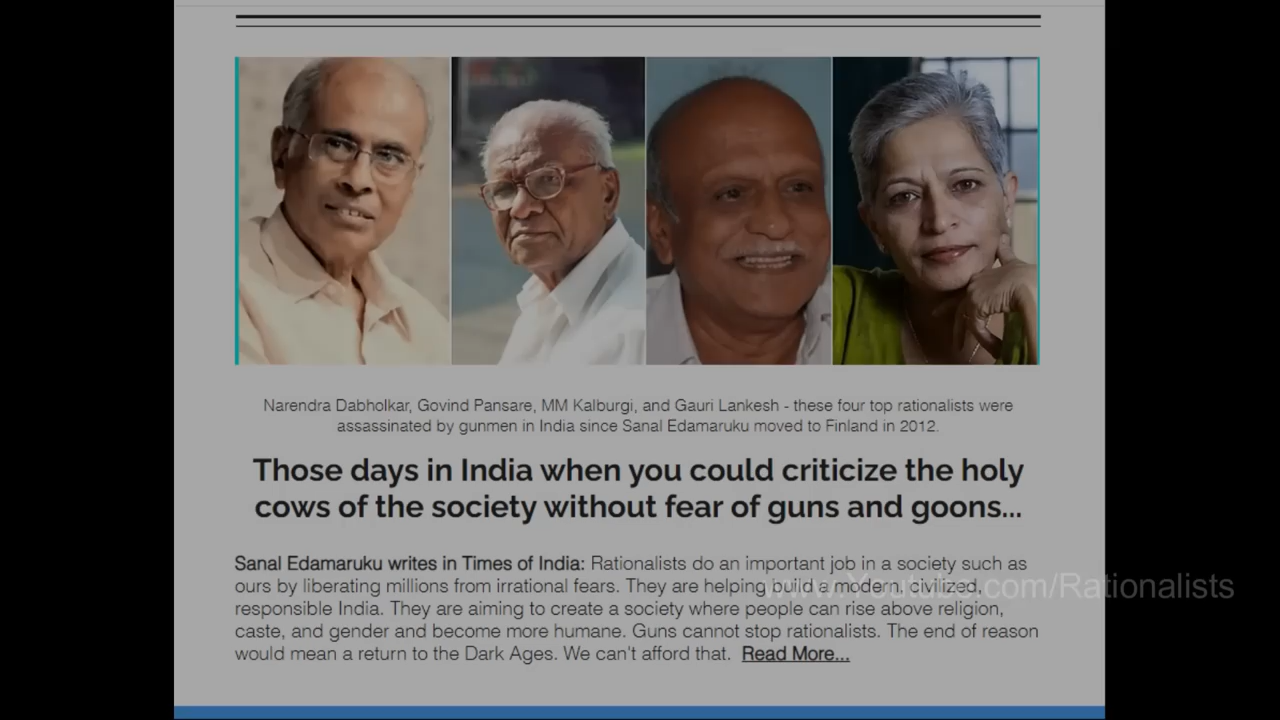 Narendra Dabholkar, Govind Pansare, MM Kalburgi, and Gauri Lankesh - these four top rationalists were
assassinated by gunmen in India since Sanal Edamaruku moved to Finland in 2012.
Those days in India when you could criticize the holy
cows of the society without fear of guns and goons...
Sanal Edamaruku writes in Times of India: Rationalists do an important job in a society such as
ours by liberating millions from irrational fears. They are helping build a modern, civilized,
www.Youtube.com/Rationalists
responsible India. They are aiming to create a society where people can rise above religion,
caste, and gender and become more humane. Guns cannot stop rationalists. The end of reason
would mean a return to the Dark Ages. We can't afford that. Read More...